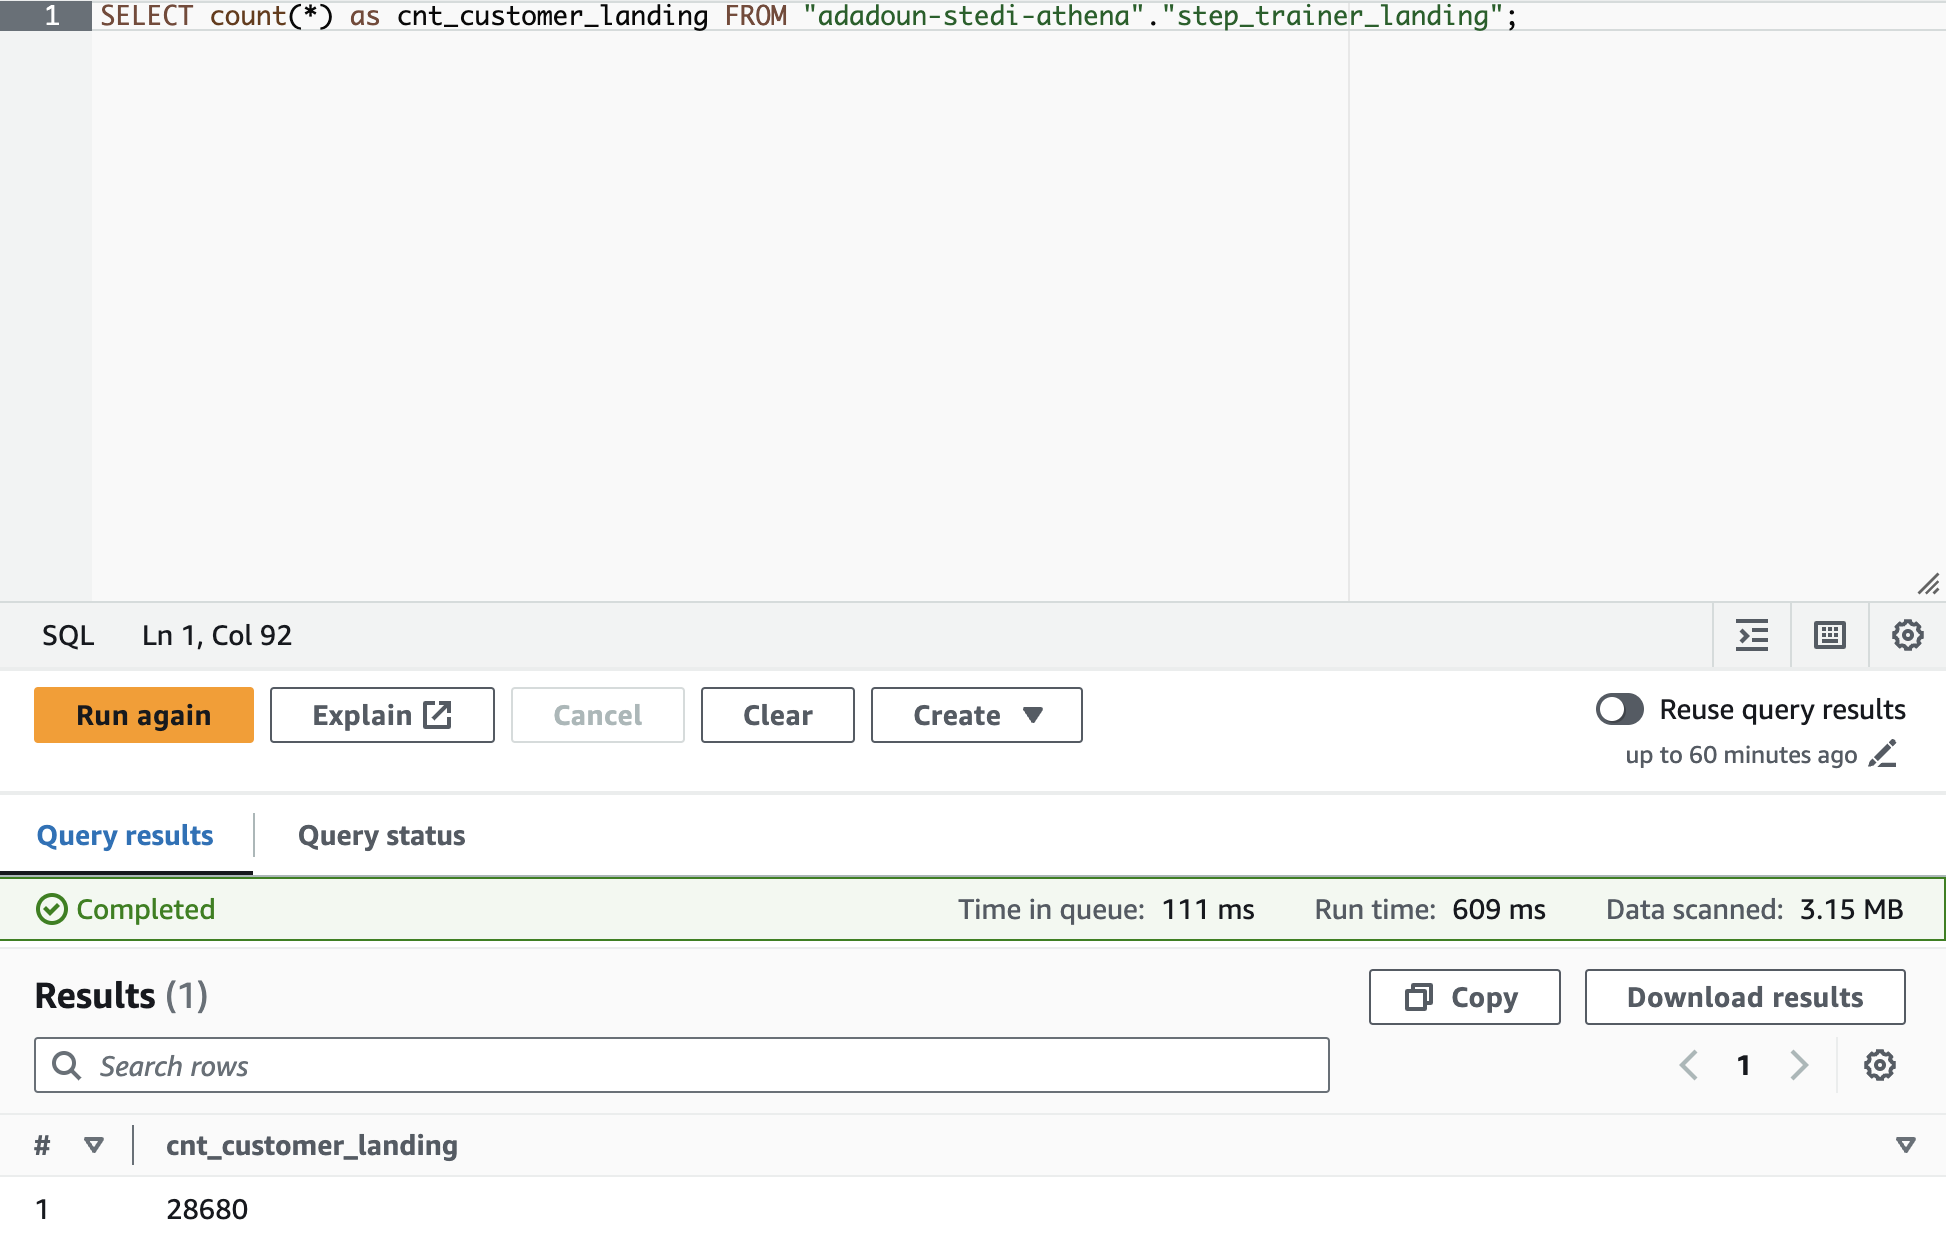 1 SELECT count(*) as cnt_customer_landing FROM "adadoun-stedi-athena"."step_trainer_landing";
SQL Ln 1, Col 92
Run again Explain Cancel Clear Create Reuse query results
up to 60 minutes ago
Query results Query status
Completed Time in queue: 111 ms Run time: 609 ms Data scanned: 3.15 MB
Results (1) Copy Download results
Search rows 1
# cnt_customer_landing
1 28680